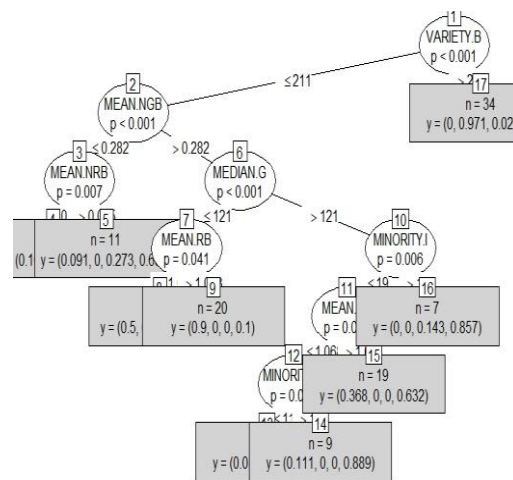 1
VARIETY.B
p < 0.001
≤211
17
n = 34
y = (0, 0.971, 0.02
2
MEAN.NGB
p < 0.001
≤0.282
> 0.282
3
MEAN.NRB
p = 0.007
6
MEDIAN.G
p < 0.001
5
n = 11
y = (0.091, 0, 0.273, 0.6
≤121
> 121
7
MEAN.RB
p = 0.041
10
MINORITY.I
p = 0.006
9
n = 20
y = (0.5,
y = (0.9, 0, 0, 0.1)
11
≤19
MEAN.
16
n = 7
y = (0, 0, 0.143, 0.857)
12
15
n = 19
y = (0.368, 0, 0, 0.632)
14
n = 9
y = (0.0
y = (0.111, 0, 0, 0.889)